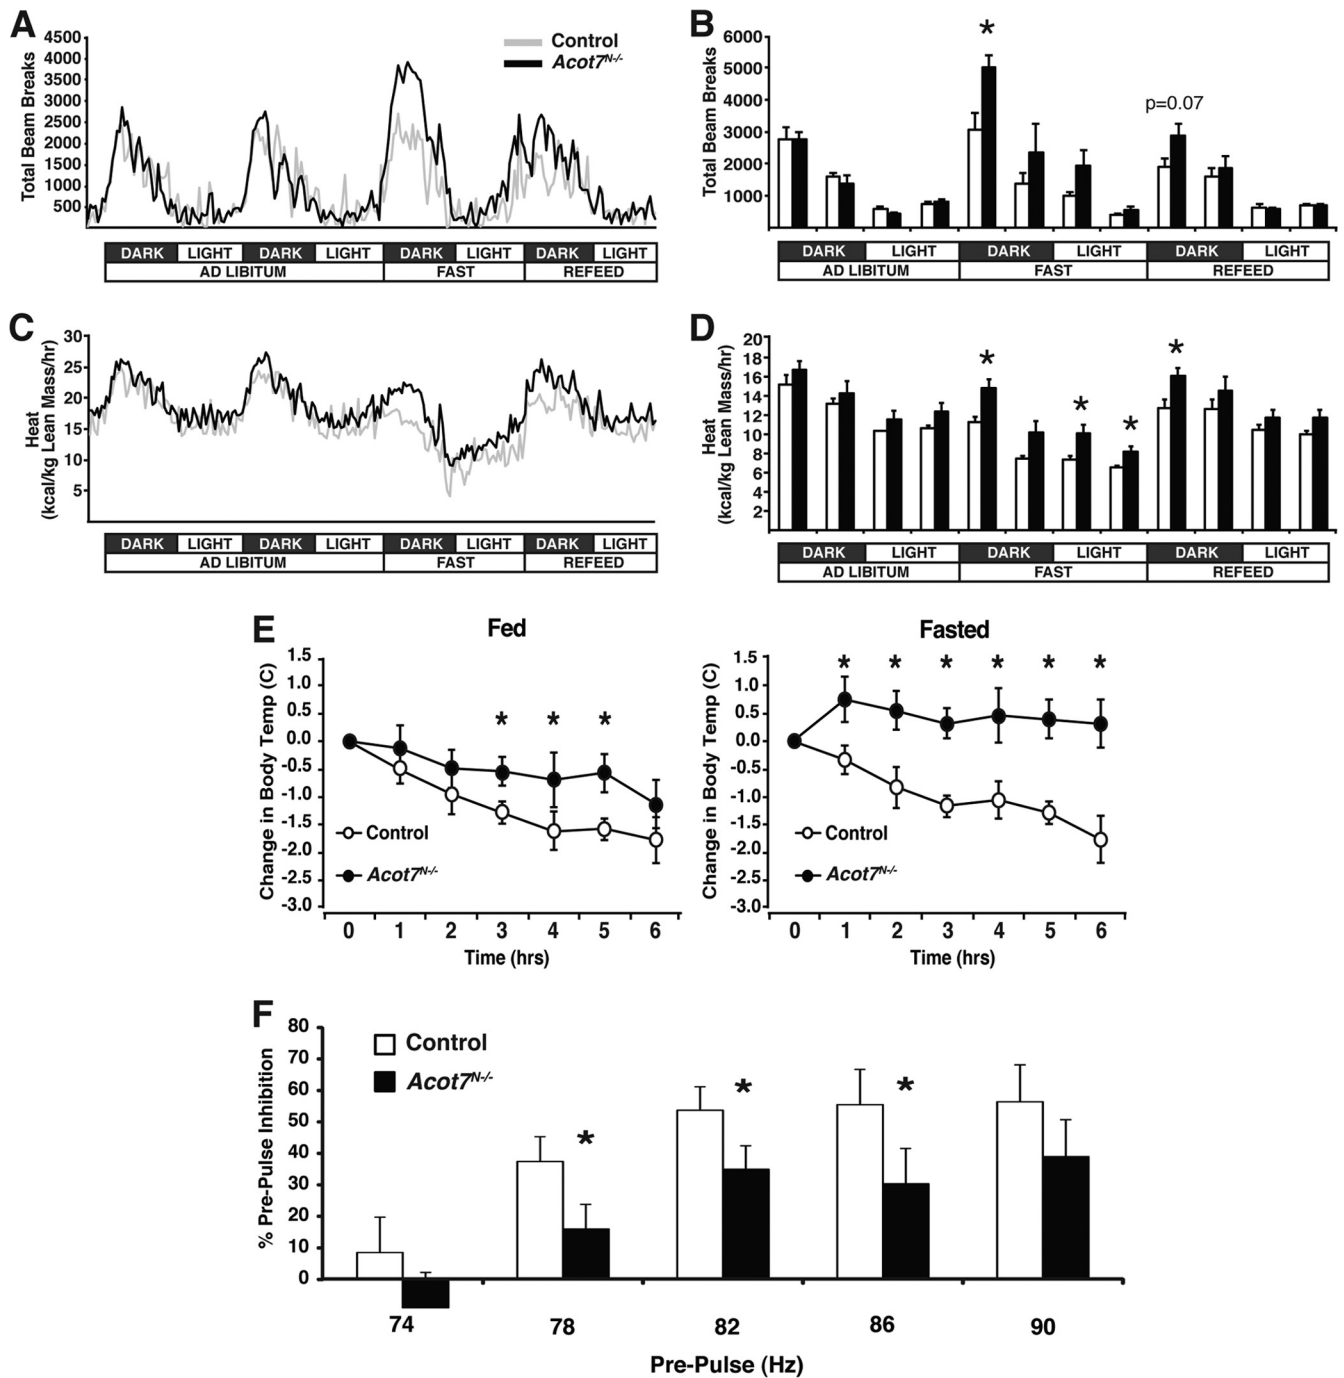 A
Total Beam Breaks
4500
4000
3500
3000
2500
2000
1500
1000
500
Control
Acot7N-/-
DARK LIGHT DARK LIGHT DARK LIGHT DARK LIGHT
AD LIBITUM FAST REFEED
B
Total Beam Breaks
6000
5000
4000
3000
2000
1000
*
p=0.07
DARK LIGHT DARK LIGHT DARK LIGHT
AD LIBITUM FAST REFEED
C
Heat
(kcal/kg Lean Mass/hr)
30
25
20
15
10
5
DARK LIGHT DARK LIGHT DARK LIGHT DARK LIGHT
AD LIBITUM FAST REFEED
D
Heat
(kcal/kg Lean Mass/hr)
20
18
16
14
12
10
8
6
4
2
* * * *
DARK LIGHT DARK LIGHT DARK LIGHT
AD LIBITUM FAST REFEED
E
Fed
Change in Body Temp (C)
1.5
1.0
0.5
0.0
-0.5
-1.0
-1.5
-2.0
-2.5
-3.0
* * *
Control
Acot7N-/-
0 1 2 3 4 5 6
Time (hrs)
Fasted
Change in Body Temp (C)
1.5
1.0
0.5
0.0
-0.5
-1.0
-1.5
-2.0
-2.5
-3.0
* * * * * *
Control
Acot7N-/-
0 1 2 3 4 5 6
Time (hrs)
F
% Pre-Pulse Inhibition
80
70
60
50
40
30
20
10
0
Control
Acot7N-/-
* * *
74 78 82 86 90
Pre-Pulse (Hz)